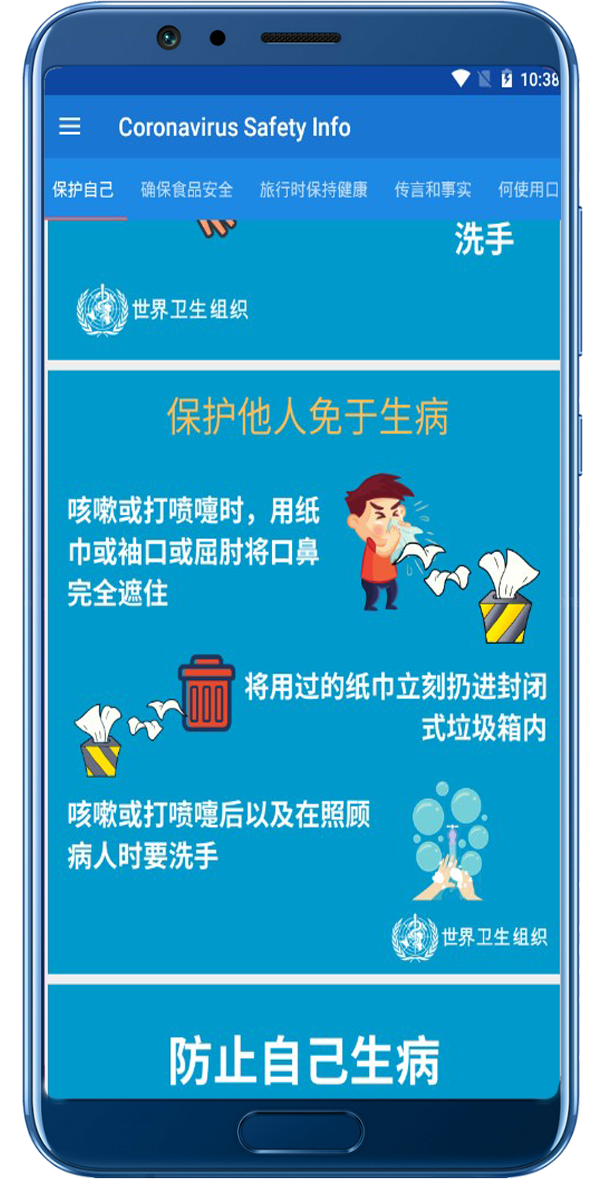 10:38
Coronavirus Safety Info
保护自己 确保食品安全 旅行时保持健康 传言和事实 何使用口
洗手
世界卫生组织
保护他人免于生病
咳嗽或打喷嚏时，用纸
巾或袖口或屈肘将口鼻
完全遮住
将用过的纸巾立刻扔进封闭
式垃圾箱内
咳嗽或打喷嚏后以及在照顾
病人时要洗手
世界卫生组织
防止自己生病